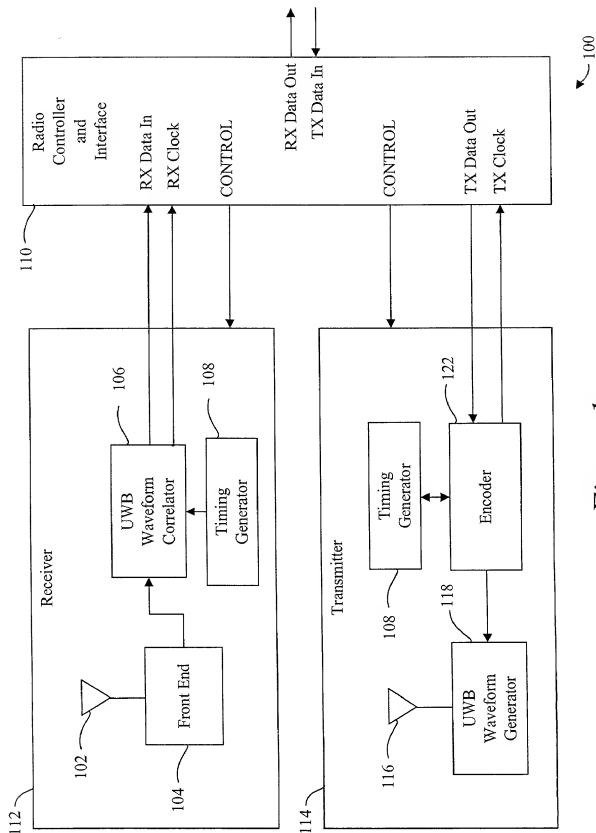 Radio
Controller
and
Interface
RX Data In
RX Clock
CONTROL
RX Data Out
TX Data In
CONTROL
TX Data Out
TX Clock
110
100
112
Receiver
UWB
Waveform
Correlator
106
Timing
Generator
108
102
Front End
104
114
Transmitter
Timing
Generator
108
Encoder
122
118
UWB
Waveform
Generator
116